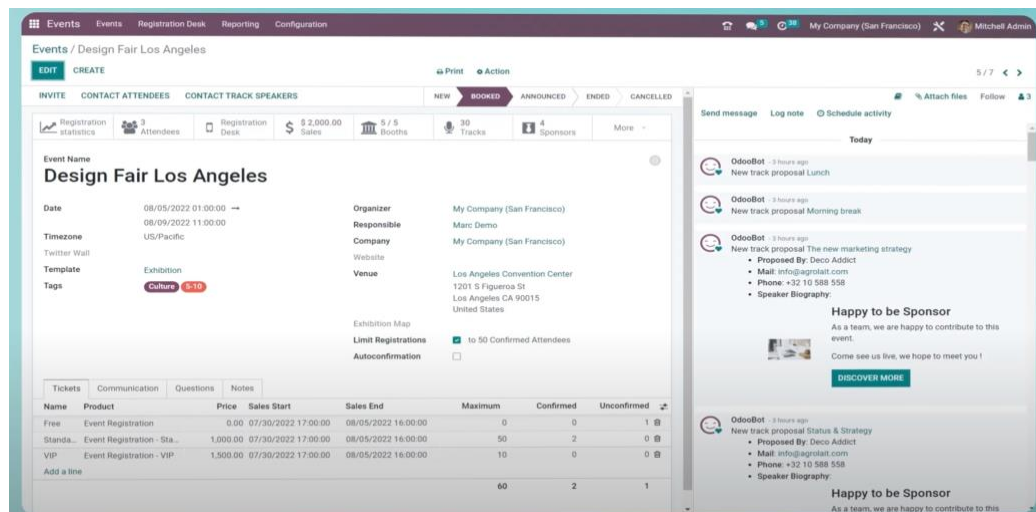 Events Events Registration Desk Reporting Configuration 5 38 My Company (San Francisco) Mitchell Admin
Events / Design Fair Los Angeles
EDIT CREATE Print Action 5 / 7
INVITE CONTACT ATTENDEES CONTACT TRACK SPEAKERS NEW BOOKED ANNOUNCED ENDED CANCELLED
Registration statistics
3 Attendees
Registration Desk
$ 2,000.00 Sales
5 / 5 Booths
30 Tracks
4 Sponsors
More
Event Name
Design Fair Los Angeles
Date 08/05/2022 01:00:00 →
08/09/2022 11:00:00
Timezone US/Pacific
Twitter Wall
Template Exhibition
Tags Culture 5-10
Organizer My Company (San Francisco)
Responsible Marc Demo
Company My Company (San Francisco)
Website
Venue Los Angeles Convention Center
1201 S Figueroa St
Los Angeles CA 90015
United States
Exhibition Map
Limit Registrations to 50 Confirmed Attendees
Autoconfirmation
Tickets Communication Questions Notes
Name Product Price Sales Start Sales End Maximum Confirmed Unconfirmed
Free Event Registration 0.00 07/30/2022 17:00:00 08/05/2022 16:00:00 0 0 1
Standa... Event Registration - Sta... 1,000.00 07/30/2022 17:00:00 08/05/2022 16:00:00 50 2 0
VIP Event Registration - VIP 1,500.00 07/30/2022 17:00:00 08/05/2022 16:00:00 10 0 0
Add a line
60 2 1
Attach files Follow 3
Send message Log note Schedule activity
Today
OdooBot - 3 hours ago
New track proposal Lunch
OdooBot - 3 hours ago
New track proposal Morning break
OdooBot - 3 hours ago
New track proposal The new marketing strategy
• Proposed By: Deco Addict
• Mail: info@agrolait.com
• Phone: +32 10 588 558
• Speaker Biography:
Happy to be Sponsor
As a team, we are happy to contribute to this
event.
Come see us live, we hope to meet you !
DISCOVER MORE
OdooBot - 3 hours ago
New track proposal Status & Strategy
• Proposed By: Deco Addict
• Mail: info@agrolait.com
• Phone: +32 10 588 558
• Speaker Biography:
Happy to be Sponsor
As a team, we are happy to contribute to this